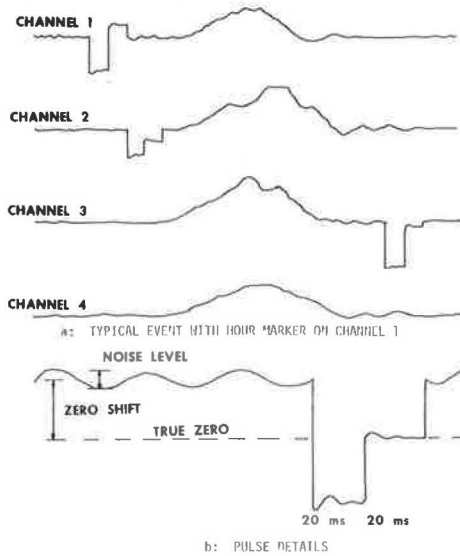 CHANNEL 1
CHANNEL 2
CHANNEL 3
CHANNEL 4
a: TYPICAL EVENT WITH HOUR MARKER ON CHANNEL 1
NOISE LEVEL
ZERO SHIFT
TRUE ZERO
20 ms 20 ms
b: PULSE DETAILS